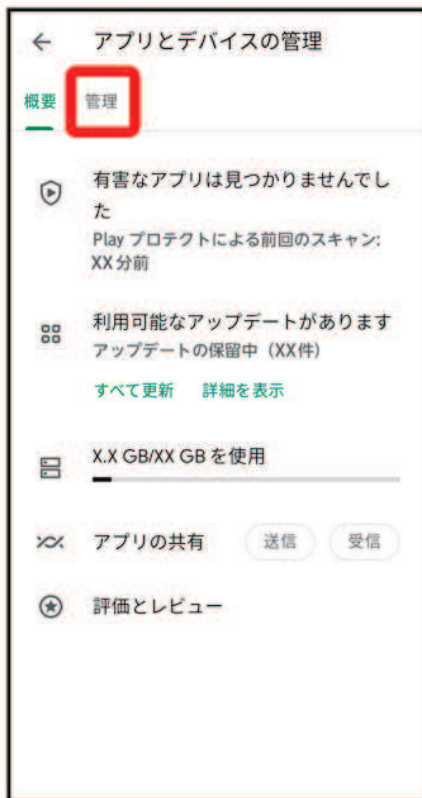 アプリとデバイスの管理
概要 管理
有害なアプリは見つかりませんでし
た
Play プロテクトによる前回のスキャン:
XX 分前
利用可能なアップデートがあります
アップデートの保留中（XX件）
すべて更新 詳細を表示
X.X GB/XX GB を使用
アプリの共有 送信 受信
評価とレビュー